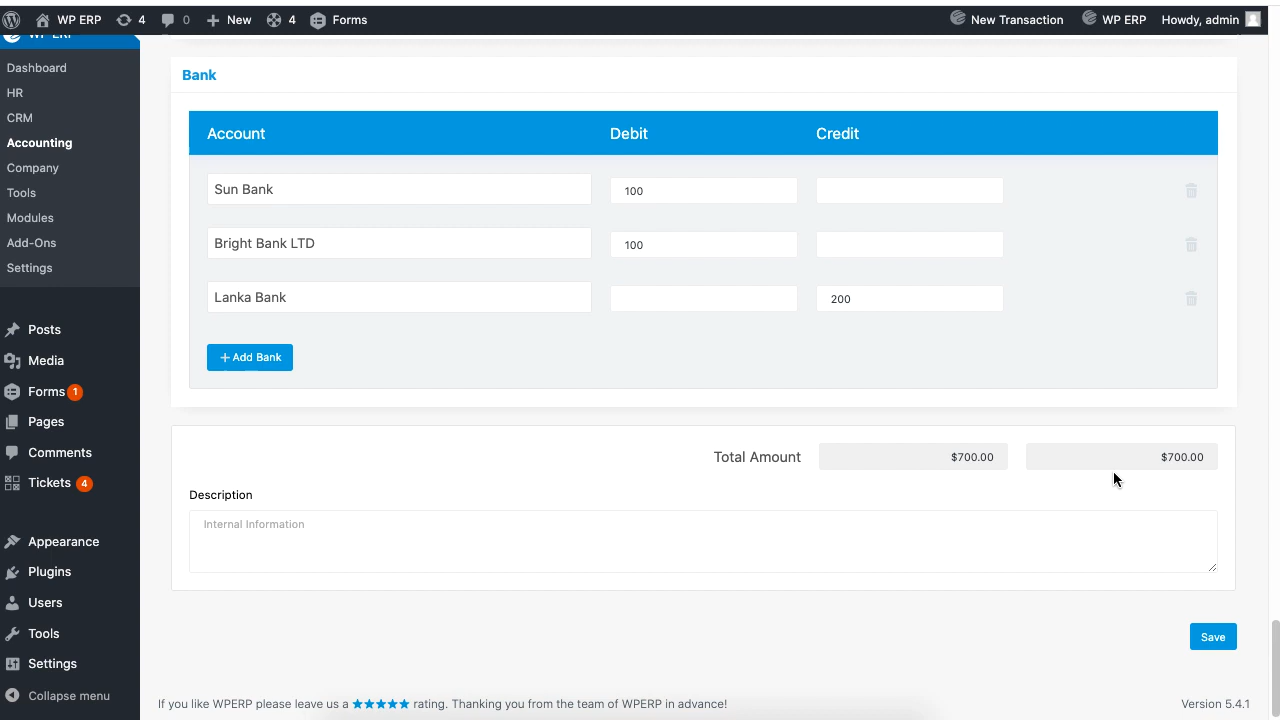 WP ERP 4 0 + New 4 Forms New Transaction WP ERP Howdy, admin
WP ERP
Dashboard
HR
CRM
Accounting
Company
Tools
Modules
Add-Ons
Settings
Posts
Media
Forms 1
Pages
Comments
Tickets 4
Appearance
Plugins
Users
Tools
Settings
Collapse menu
Bank
Account Debit Credit
Sun Bank 100
Bright Bank LTD 100
Lanka Bank 200
+ Add Bank
Total Amount $700.00 $700.00
Description
Internal Information
Save
If you like WPERP please leave us a ★★★★★ rating. Thanking you from the team of WPERP in advance! Version 5.4.1